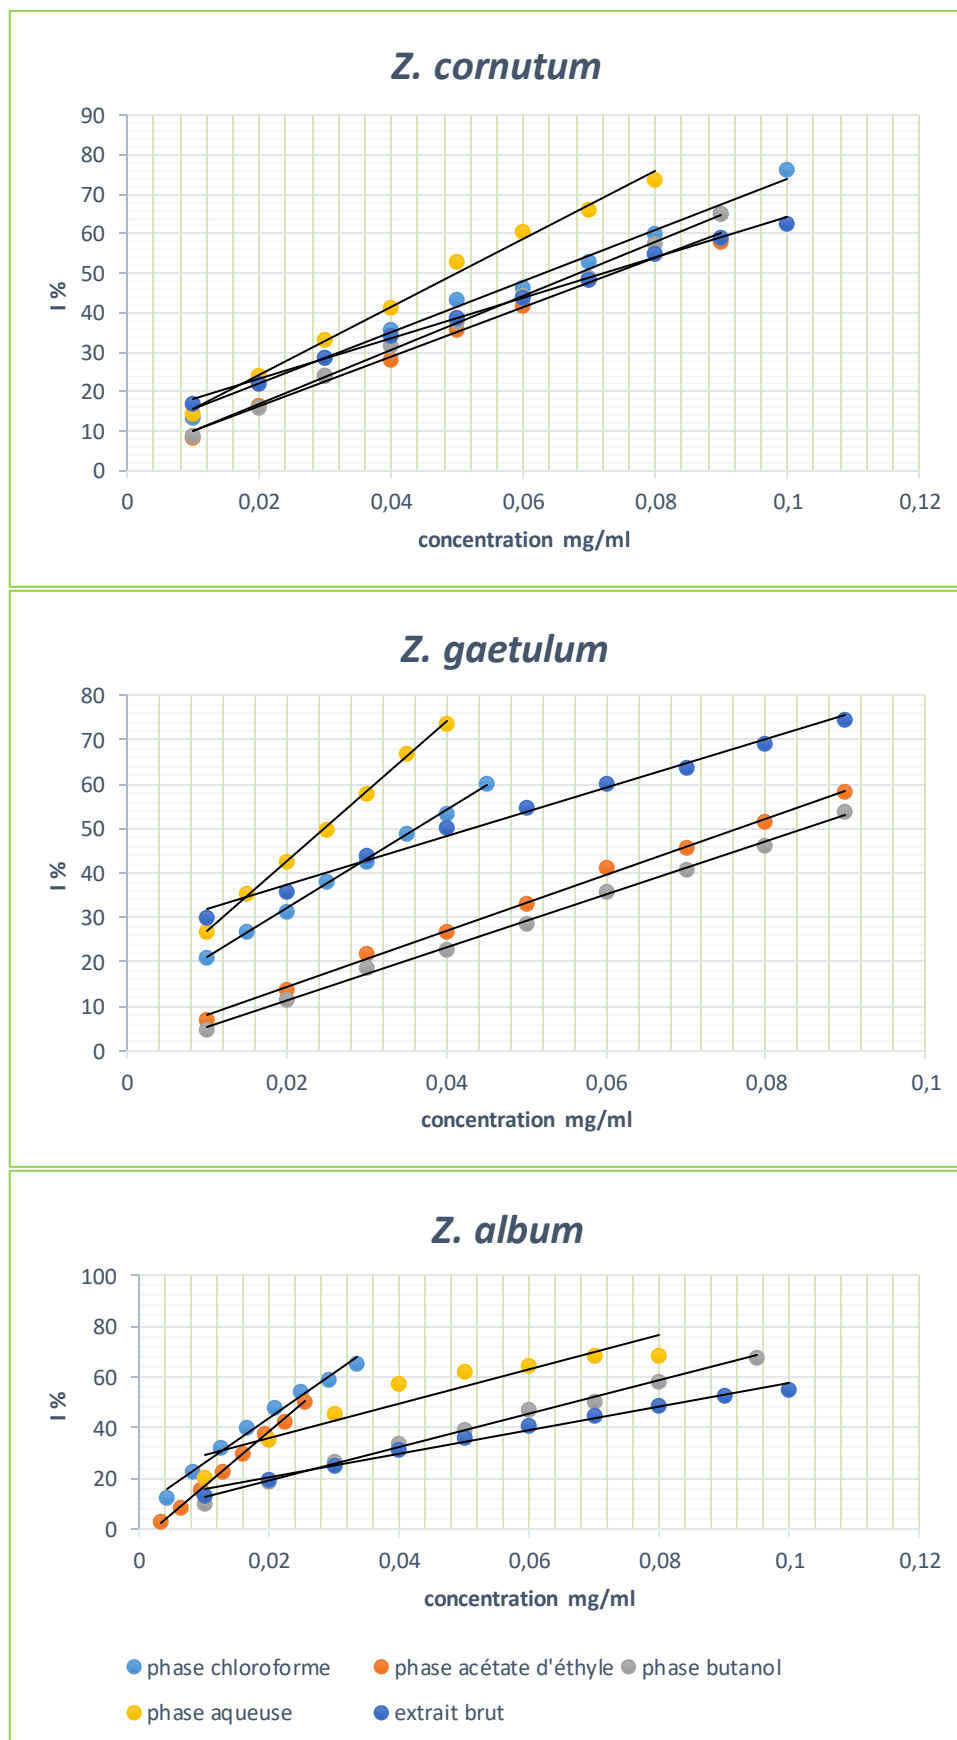 Z. cornutum
90
80
70
60
50
40
30
20
10
0
I %
0 0,02 0,04 0,06 0,08 0,1 0,12
concentration mg/ml
Z. gaetulum
80
70
60
50
40
30
20
10
0
I %
0 0,02 0,04 0,06 0,08 0,1
concentration mg/ml
Z. album
100
80
60
40
20
0
I %
0 0,02 0,04 0,06 0,08 0,1 0,12
concentration mg/ml
phase chloroforme phase acétate d'éthyle phase butanol
phase aqueuse extrait brut